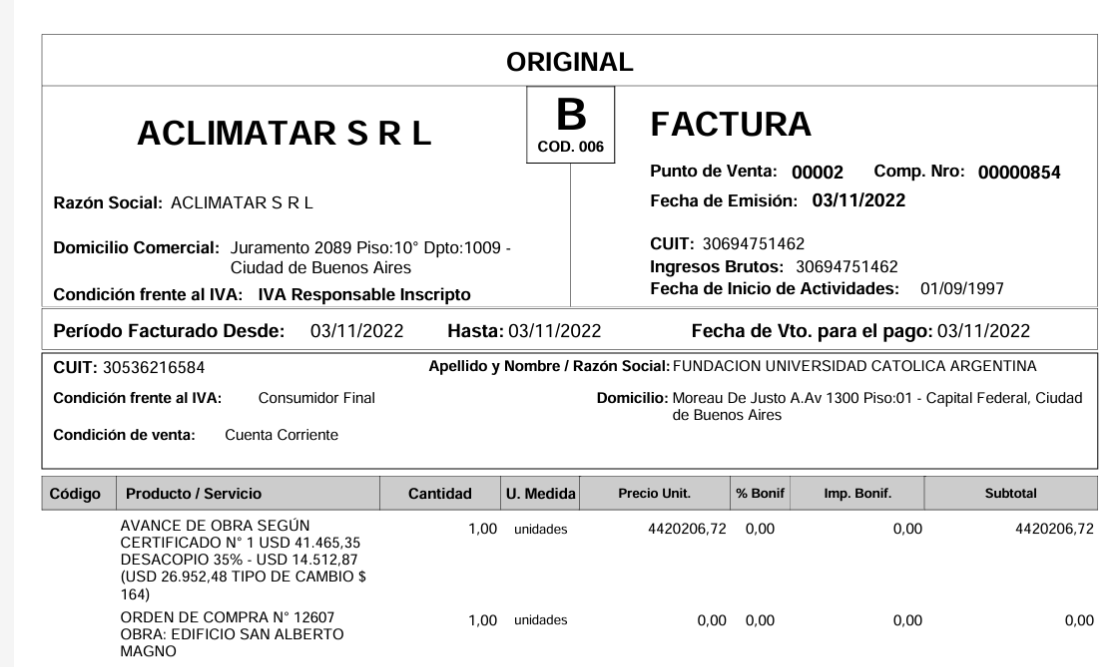 ORIGINAL
ACLIMATAR S R L
B
COD. 006
FACTURA
Punto de Venta: 00002 Comp. Nro: 00000854
Razón Social: ACLIMATAR S R L
Fecha de Emisión: 03/11/2022
Domicilio Comercial: Juramento 2089 Piso:10° Dpto:1009 -
Ciudad de Buenos Aires
CUIT: 30694751462
Ingresos Brutos: 30694751462
Condición frente al IVA: IVA Responsable Inscripto
Fecha de Inicio de Actividades: 01/09/1997
Período Facturado Desde: 03/11/2022 Hasta: 03/11/2022 Fecha de Vto. para el pago: 03/11/2022
CUIT: 30536216584 Apellido y Nombre / Razón Social: FUNDACION UNIVERSIDAD CATOLICA ARGENTINA
Condición frente al IVA: Consumidor Final
Domicilio: Moreau De Justo A.Av 1300 Piso:01 - Capital Federal, Ciudad
de Buenos Aires
Condición de venta: Cuenta Corriente
Código Producto / Servicio Cantidad U. Medida Precio Unit. % Bonif Imp. Bonif. Subtotal
AVANCE DE OBRA SEGÚN 1,00 unidades 4420206,72 0,00 0,00 4420206,72
CERTIFICADO N° 1 USD 41.465,35
DESACOPIO 35% - USD 14.512,87
(USD 26.952,48 TIPO DE CAMBIO $
164)
ORDEN DE COMPRA N° 12607 1,00 unidades 0,00 0,00 0,00 0,00
OBRA: EDIFICIO SAN ALBERTO
MAGNO